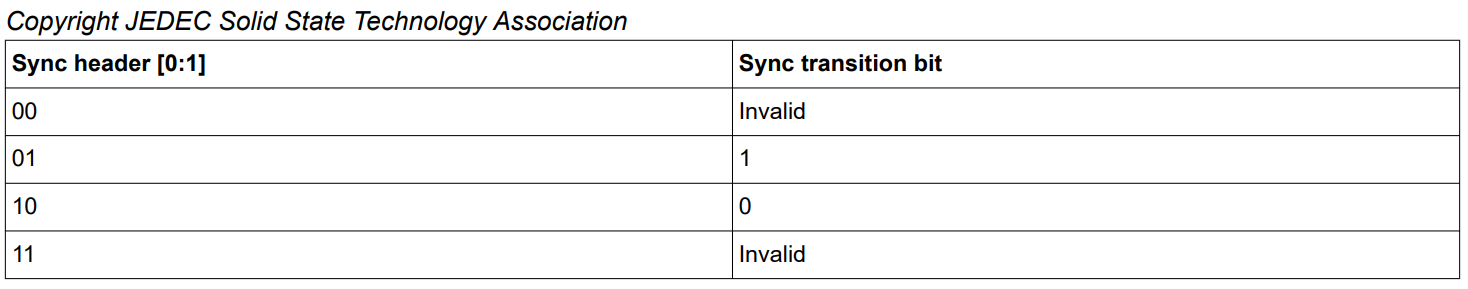 Copyright JEDEC Solid State Technology Association
Sync header [0:1] Sync transition bit
00 Invalid
01 1
10 0
11 Invalid